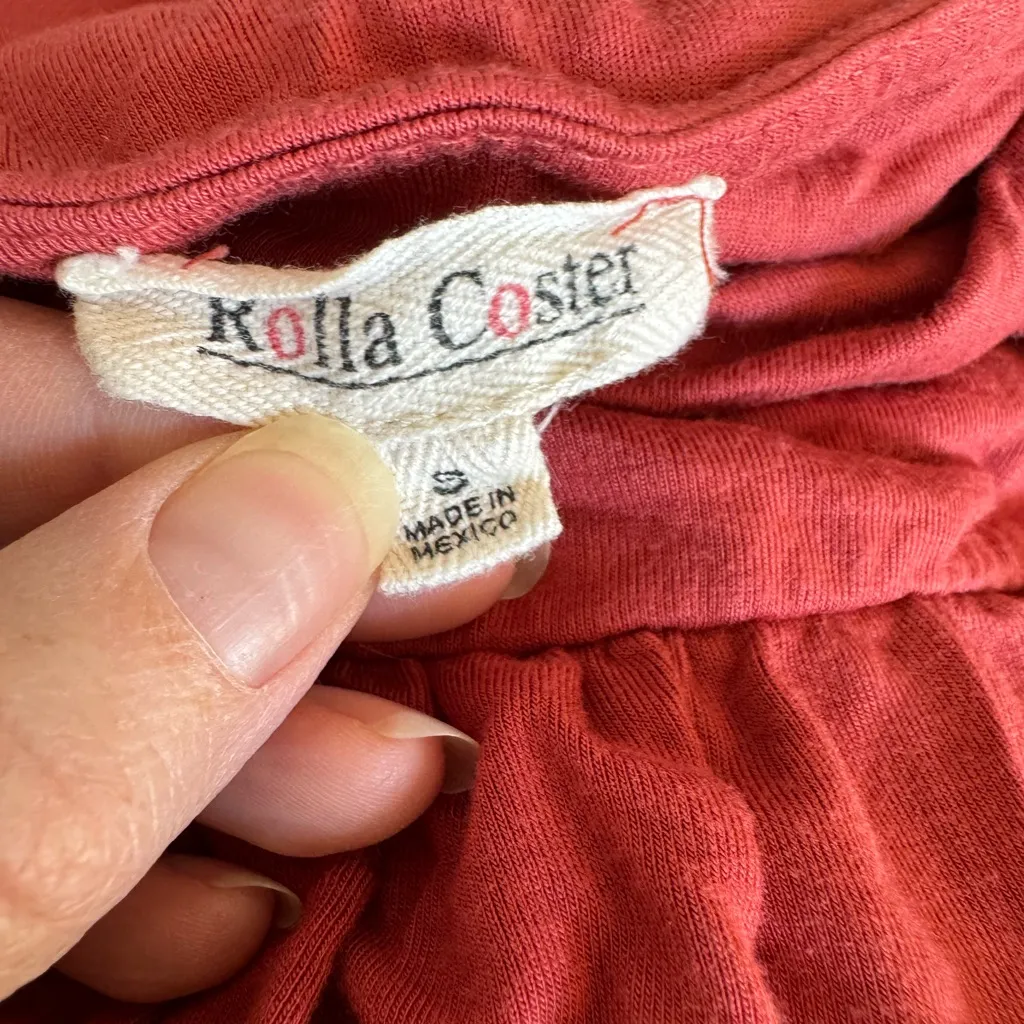 Rolla Coster
S
MADE IN
MEXICO